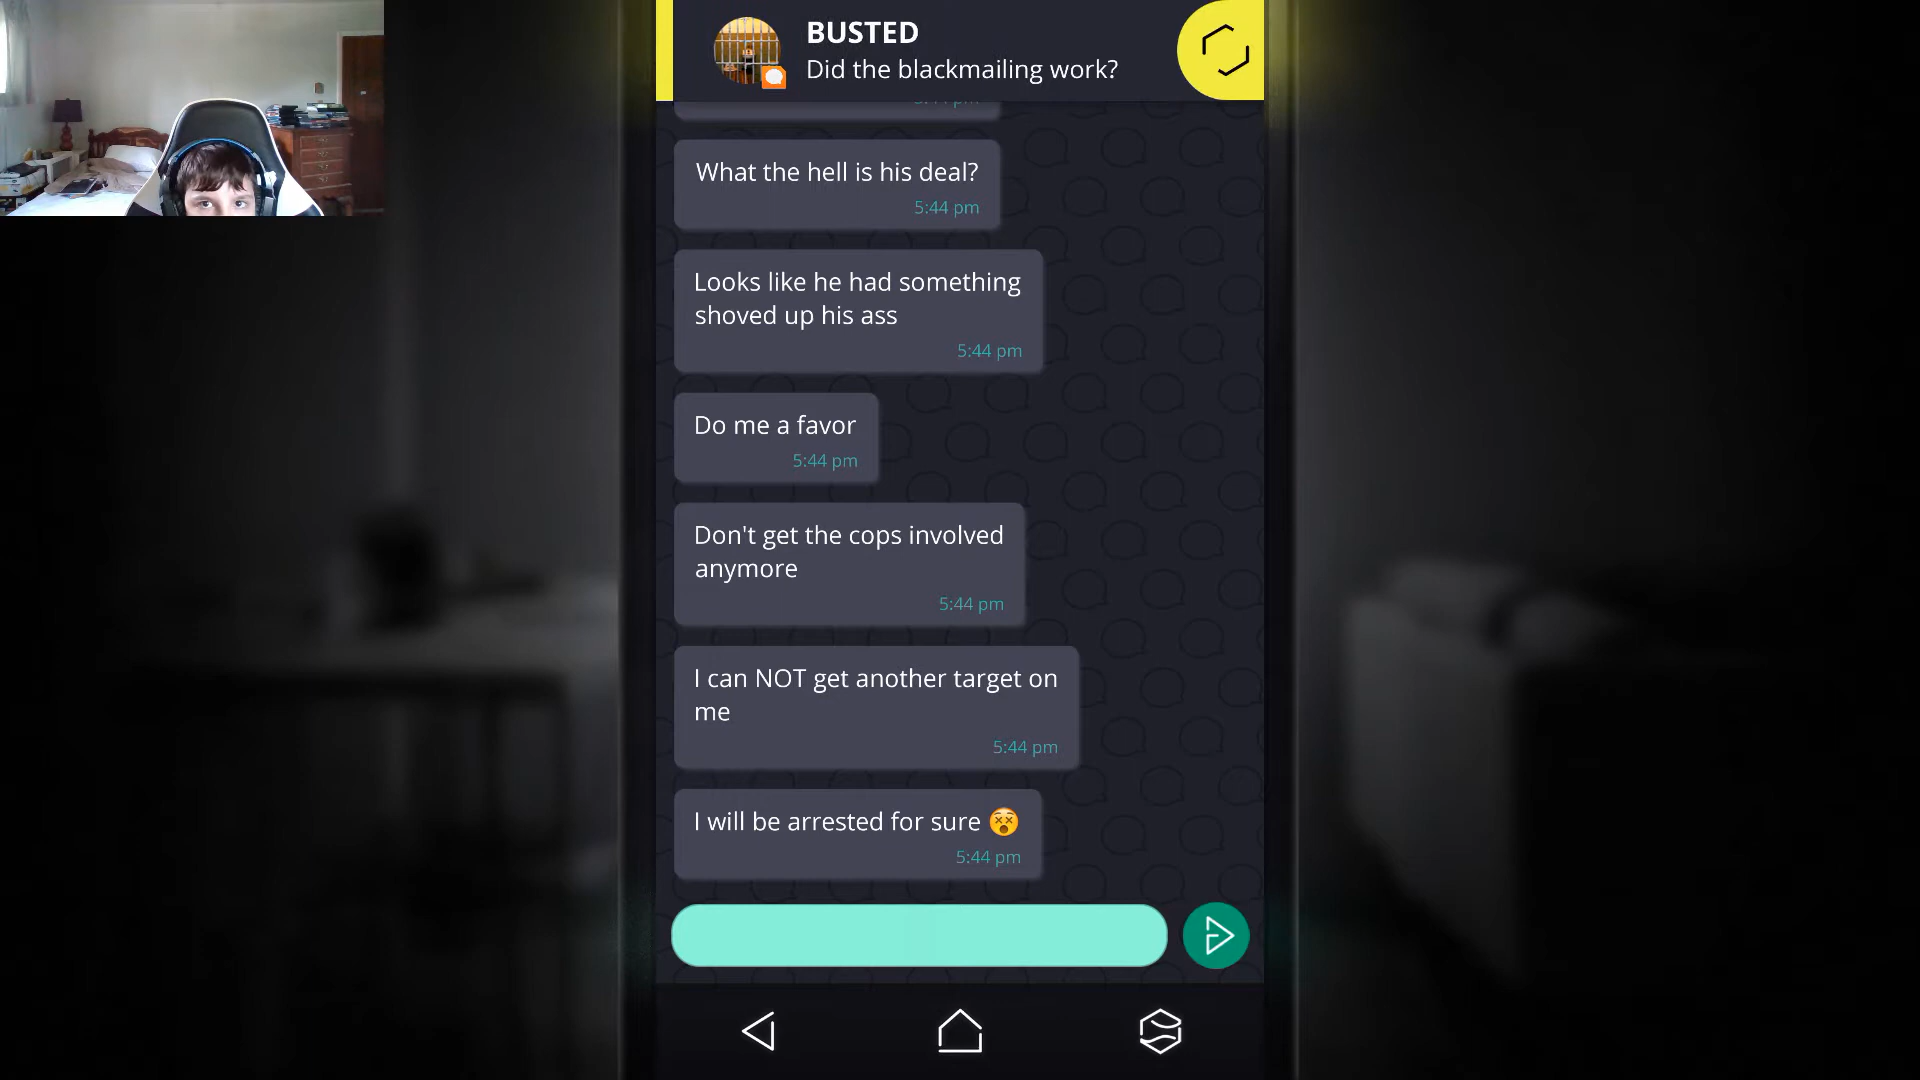 BUSTED
Did the blackmailing work?
5:44 pm
What the hell is his deal?
5:44 pm
Looks like he had something
shoved up his ass
5:44 pm
Do me a favor
5:44 pm
Don't get the cops involved
anymore
5:44 pm
I can NOT get another target on
me
5:44 pm
I will be arrested for sure 😵
5:44 pm